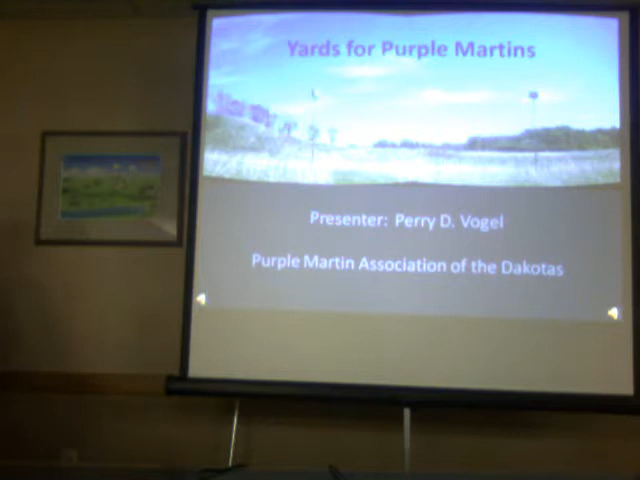 Yards for Purple Martins
Presenter: Perry D. Vogel
Purple Martin Association of the Dakotas